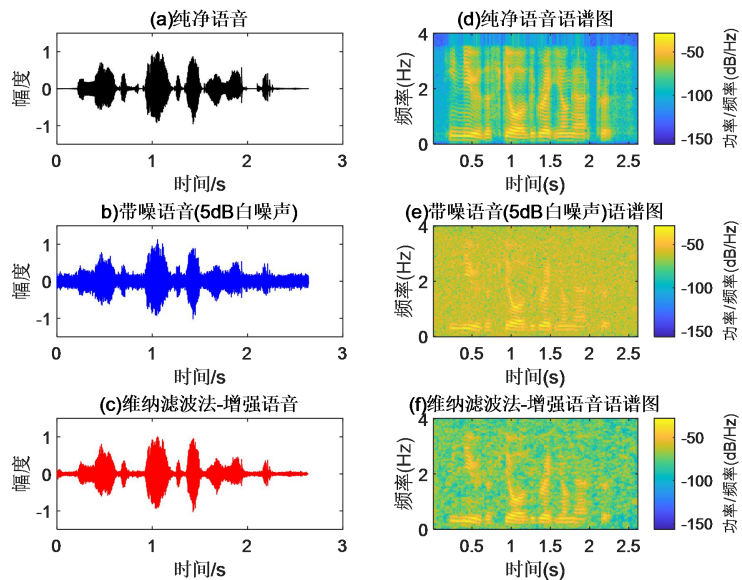 (a)纯净语音
幅度
1
0
-1
0
1
2
3
时间/s
(d)纯净语音语谱图
频率(Hz)
4
2
0
0.5
1
1.5
2
2.5
时间(s)
-50
-100
-150
功率/频率(dB/Hz)
b)带噪语音(5dB白噪声)
幅度
1
0
-1
0
1
2
3
时间/s
(e)带噪语音(5dB白噪声)语谱图
频率(Hz)
4
2
0
0.5
1
1.5
2
2.5
时间(s)
-50
-100
-150
功率/频率(dB/Hz)
(c)维纳滤波法-增强语音
幅度
1
0
-1
0
1
2
3
时间/s
(f)维纳滤波法-增强语音语谱图
频率(Hz)
4
2
0
0.5
1
1.5
2
2.5
时间(s)
-50
-100
-150
功率/频率(dB/Hz)